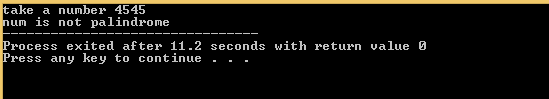 take a number 4545
num is not palindrome
--------------------------------
Process exited after 11.2 seconds with return value 0
Press any key to continue . . .